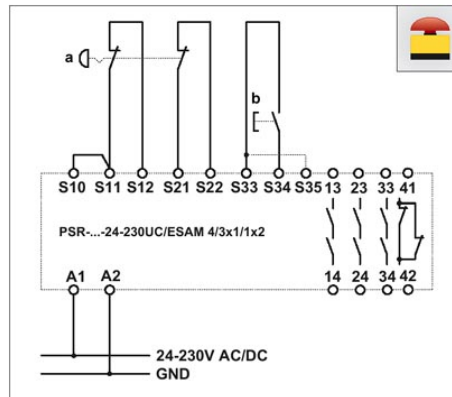 a
b
S10 S11 S12 S21 S22 S33 S34 S35 13 23 33 41
PSR-...-24-230UC/ESAM 4/3x1/1x2
A1 A2 14 24 34 42
24-230V AC/DC
GND